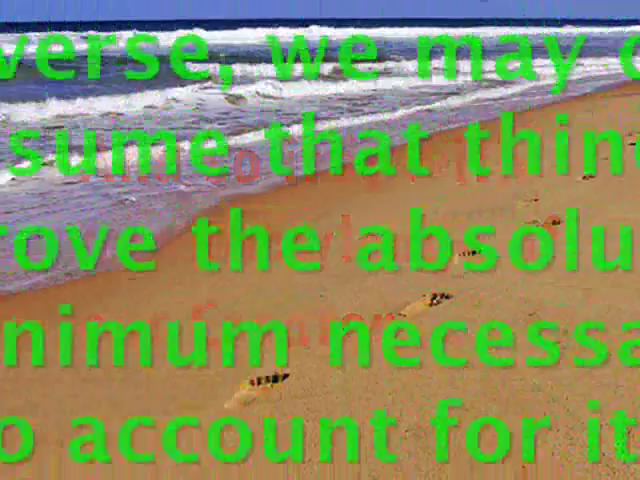 verse, we may
sume that thin
rove the absolu
nimum necessa
o account for it